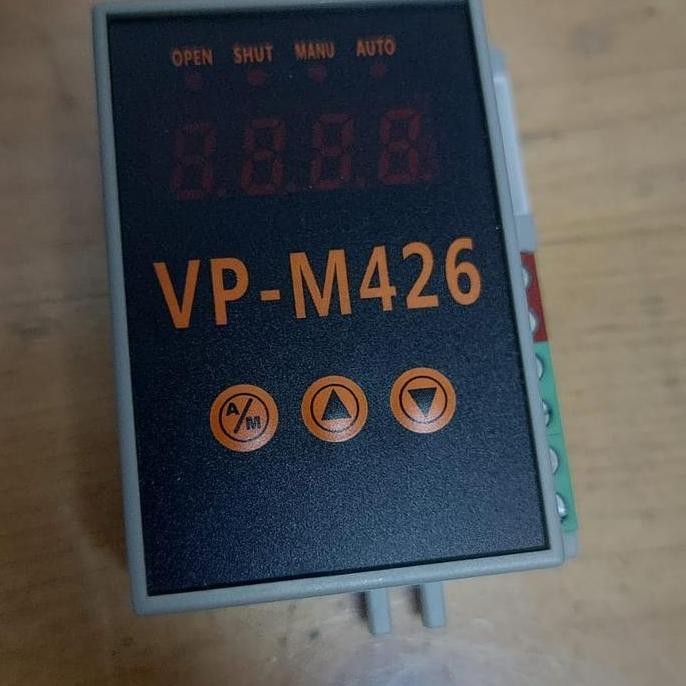 OPEN SHUT MANU AUTO
8.8.8.8.
VP-M426
A/M